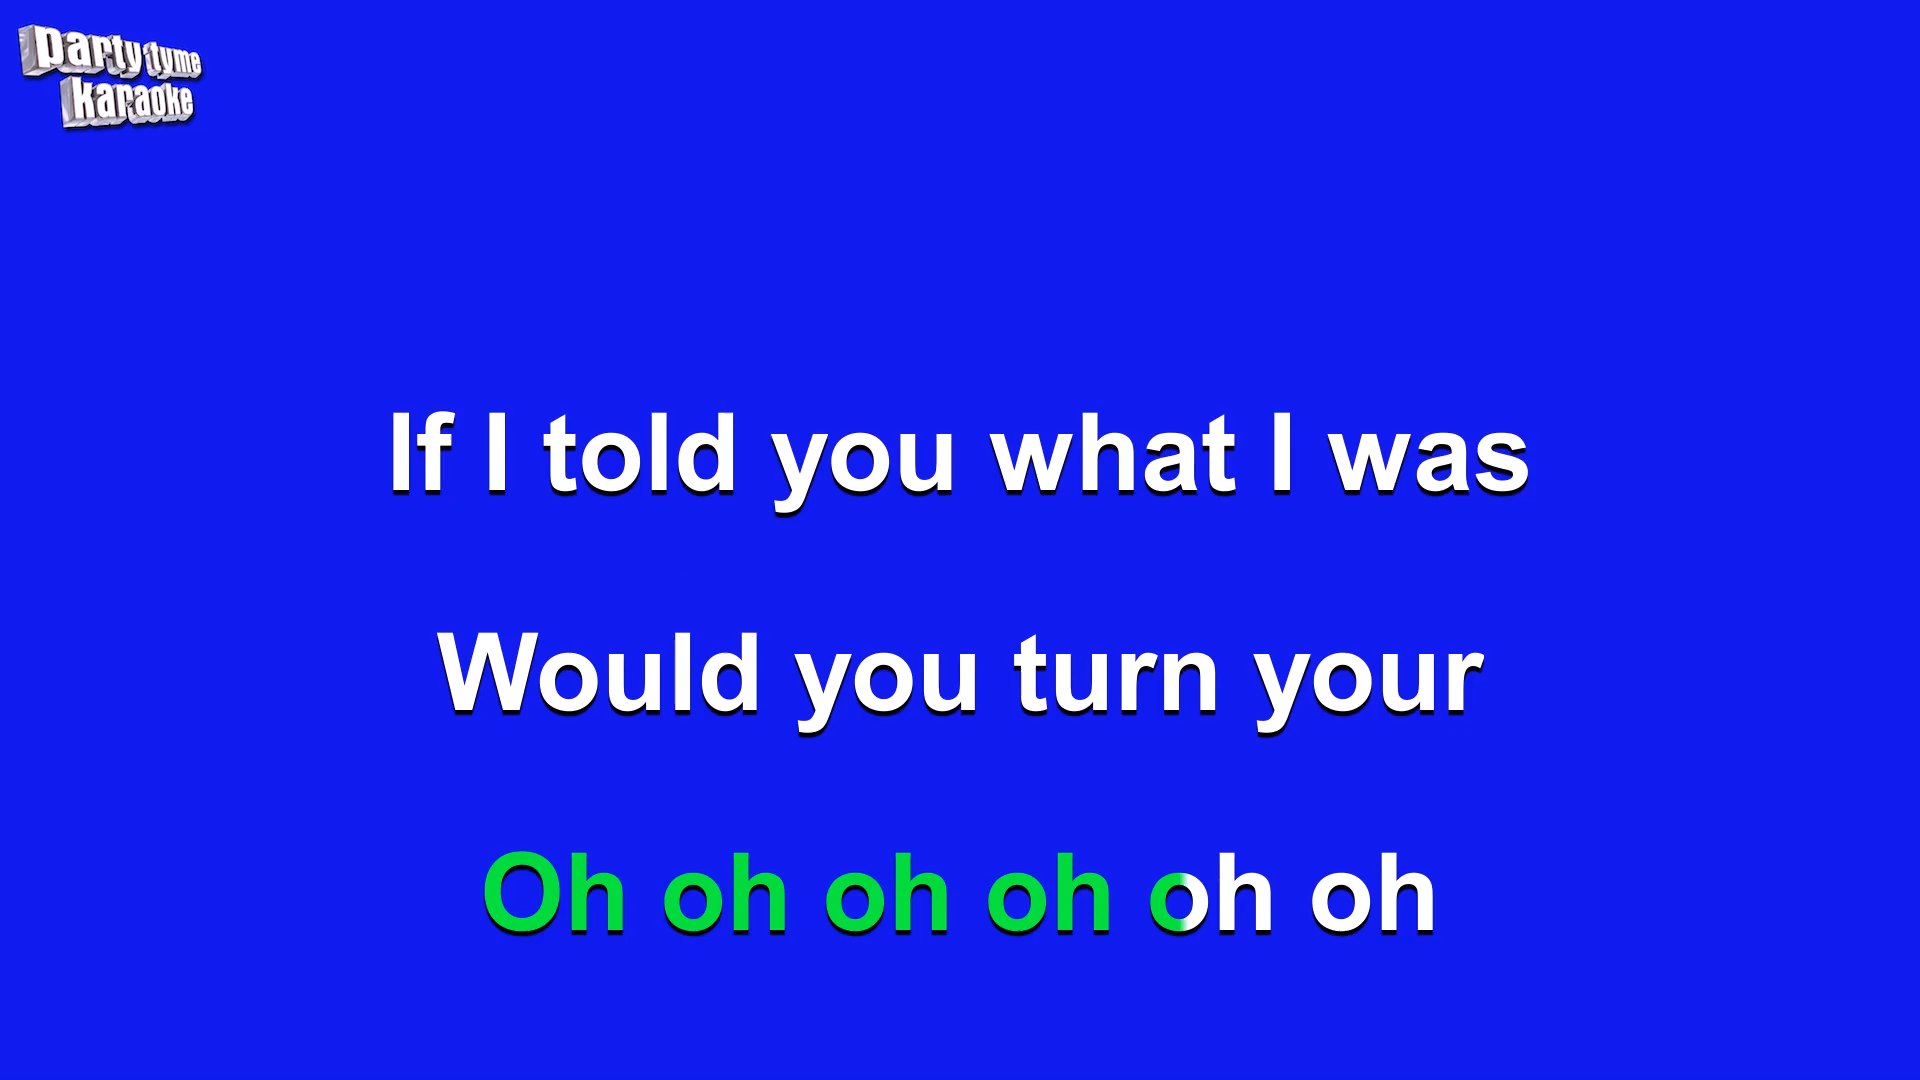 party tyme
karaoke
If I told you what I was
Would you turn your
Oh oh oh oh oh oh